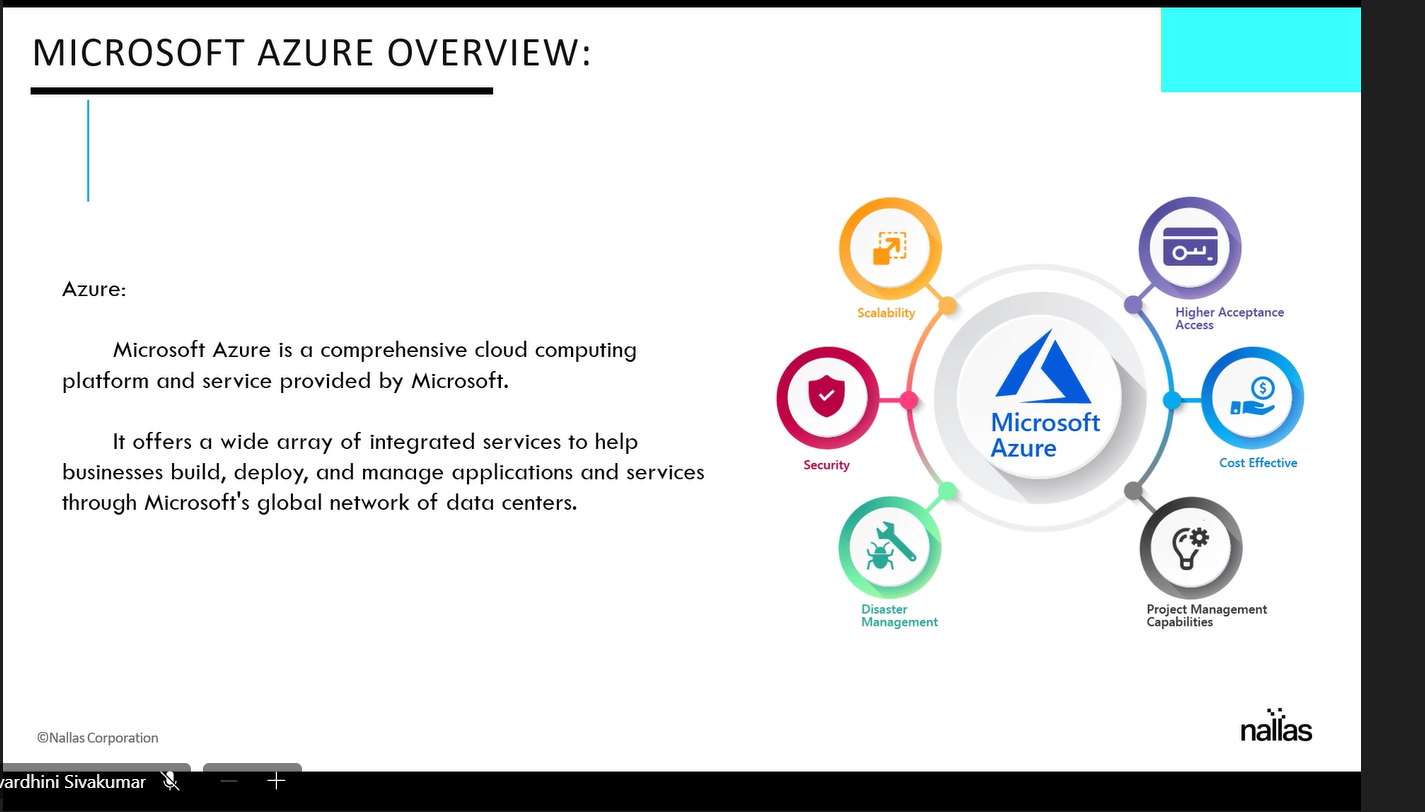 MICROSOFT AZURE OVERVIEW:
Azure:
Microsoft Azure is a comprehensive cloud computing
platform and service provided by Microsoft.
It offers a wide array of integrated services to help
businesses build, deploy, and manage applications and services
through Microsoft's global network of data centers.
Scalability
Higher Acceptance
Access
Security
Microsoft
Azure
$
Cost Effective
Disaster
Management
Project Management
Capabilities
©Nallas Corporation
nallas
vardhini Sivakumar